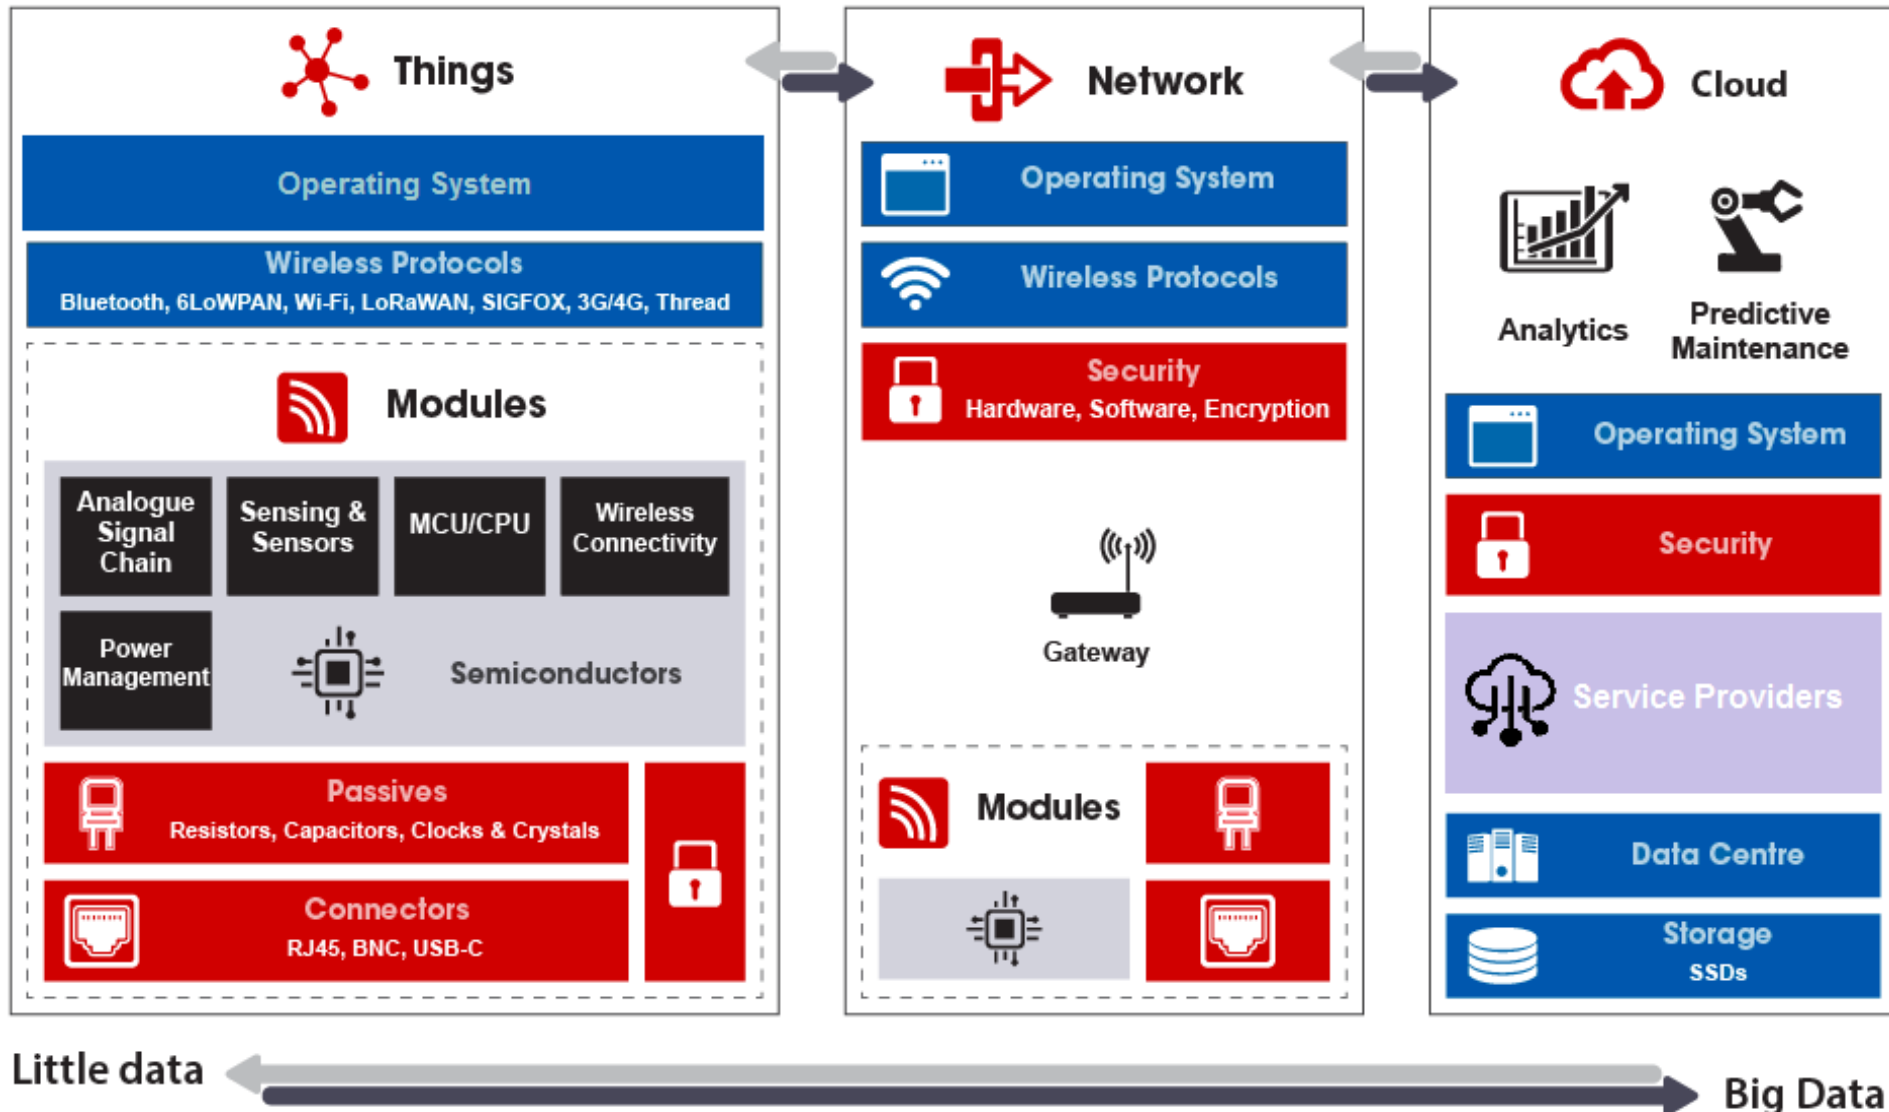 Things
Operating System
Wireless Protocols
Bluetooth, 6LoWPAN, Wi-Fi, LoRaWAN, SIGFOX, 3G/4G, Thread
Modules
Analogue
Signal
Chain
Sensing &
Sensors
MCU/CPU
Wireless
Connectivity
Power
Management
Semiconductors
Passives
Resistors, Capacitors, Clocks & Crystals
Connectors
RJ45, BNC, USB-C
Network
Operating System
Wireless Protocols
Security
Hardware, Software, Encryption
Gateway
Modules
Cloud
Analytics
Predictive
Maintenance
Operating System
Security
Service Providers
Data Centre
Storage
SSDs
Little data
Big Data